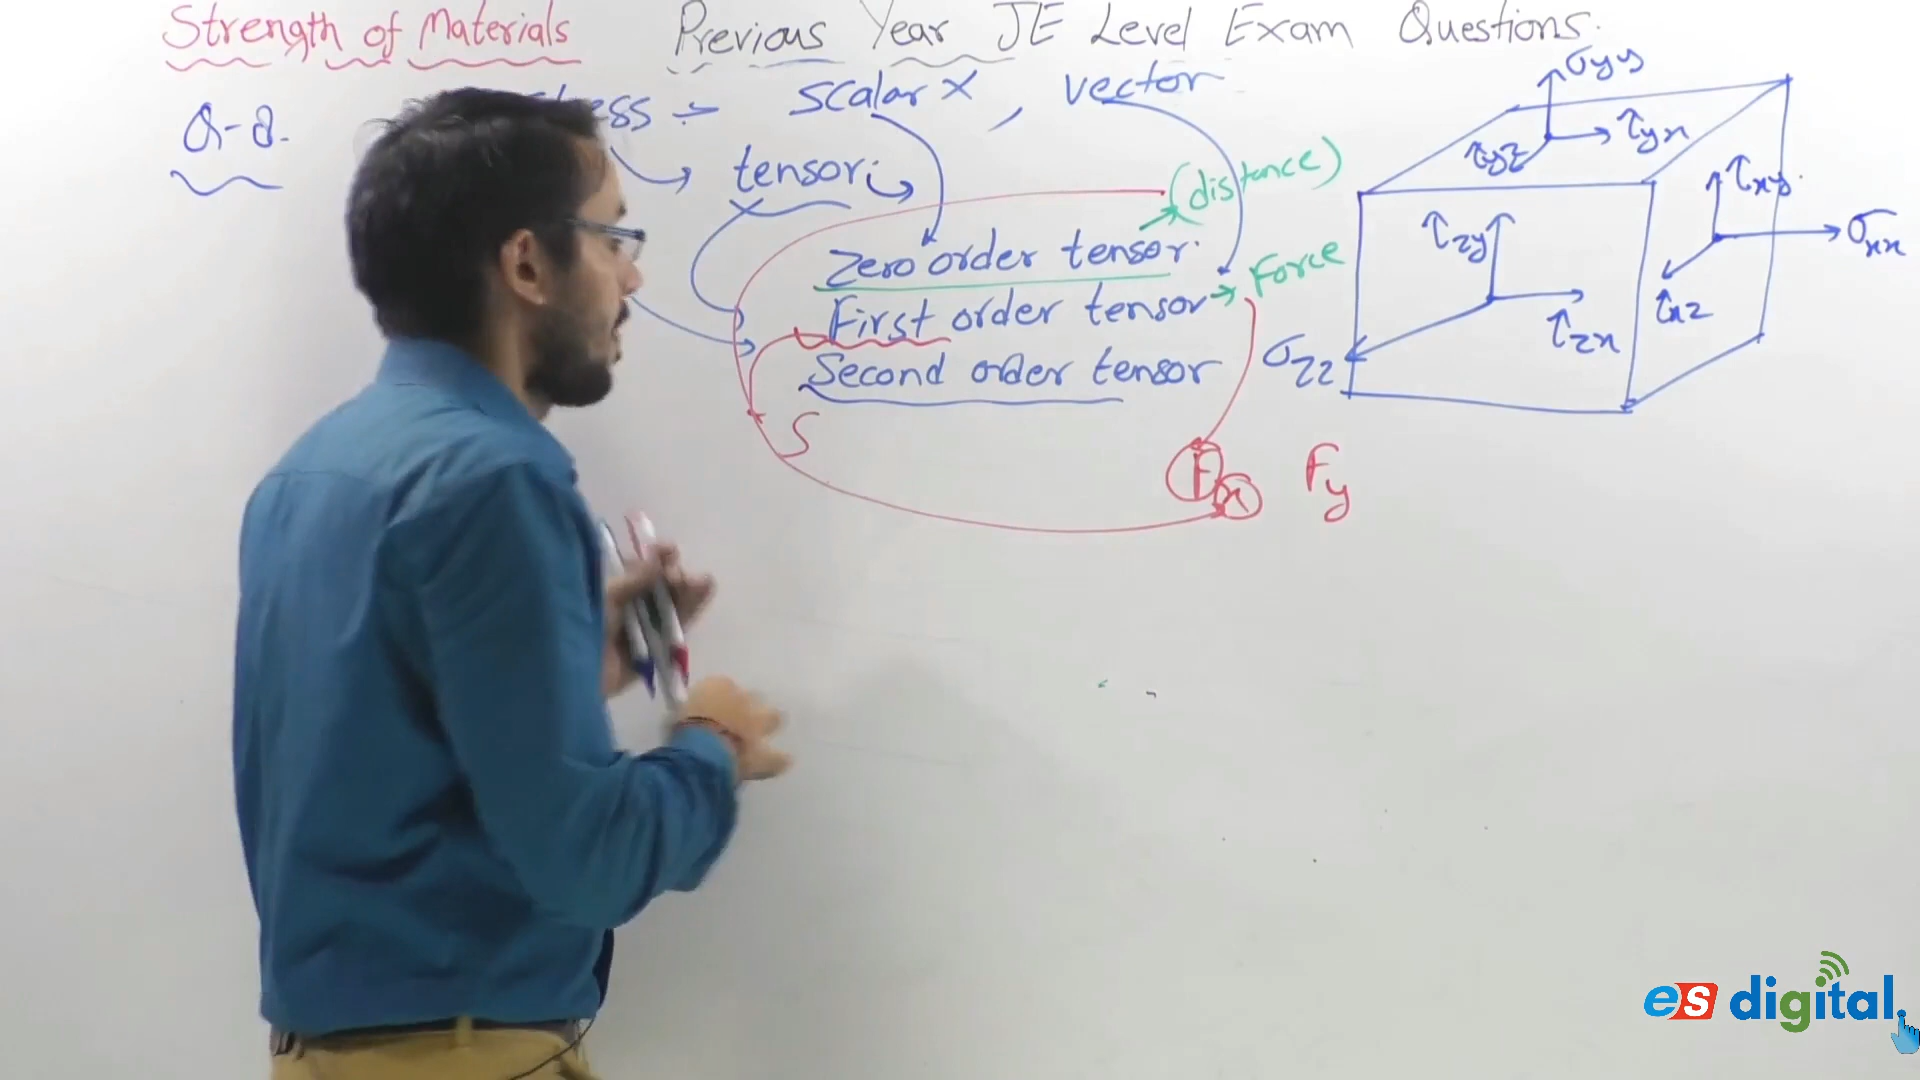 Strength of Materials Previous Year JE Level Exam Questions.
Q-8.
ess :- scalar X , vector
tensor:
(distance)
Zero order tensor.
First order tensor → Force
Second order tensor
S
F x Fy
σyy
τyx
τyz
τxy
σxx
τxz
τzy
τzx
σzz
es digital.